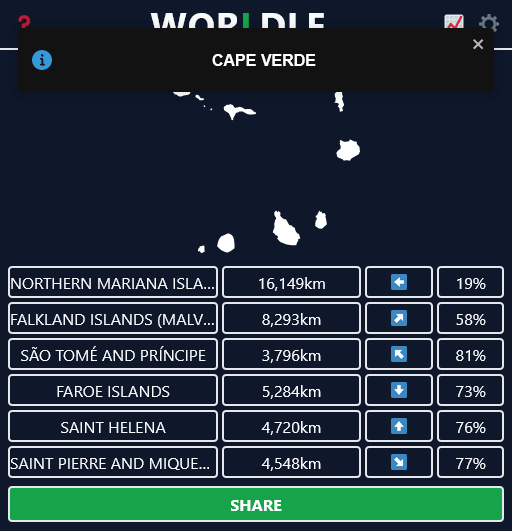 WORLDLE
CAPE VERDE
NORTHERN MARIANA ISLA... 16,149km 19%
FALKLAND ISLANDS (MALV... 8,293km 58%
SÃO TOMÉ AND PRÍNCIPE 3,796km 81%
FAROE ISLANDS 5,284km 73%
SAINT HELENA 4,720km 76%
SAINT PIERRE AND MIQUE... 4,548km 77%
SHARE